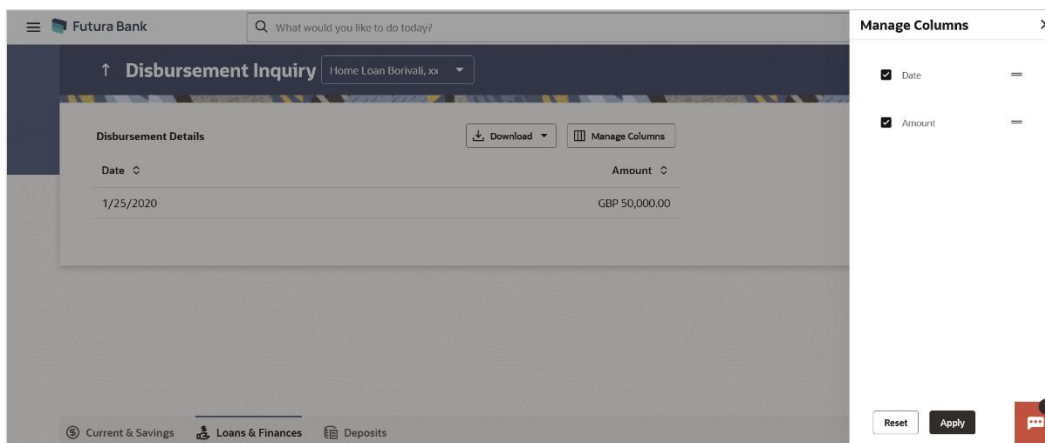 Futura Bank
What would you like to do today?
Manage Columns
Disbursement Inquiry
Home Loan Borivali, xx
Date
Amount
Disbursement Details
Download
Manage Columns
Date
Amount
1/25/2020
GBP 50,000.00
Reset
Apply
Current & Savings
Loans & Finances
Deposits